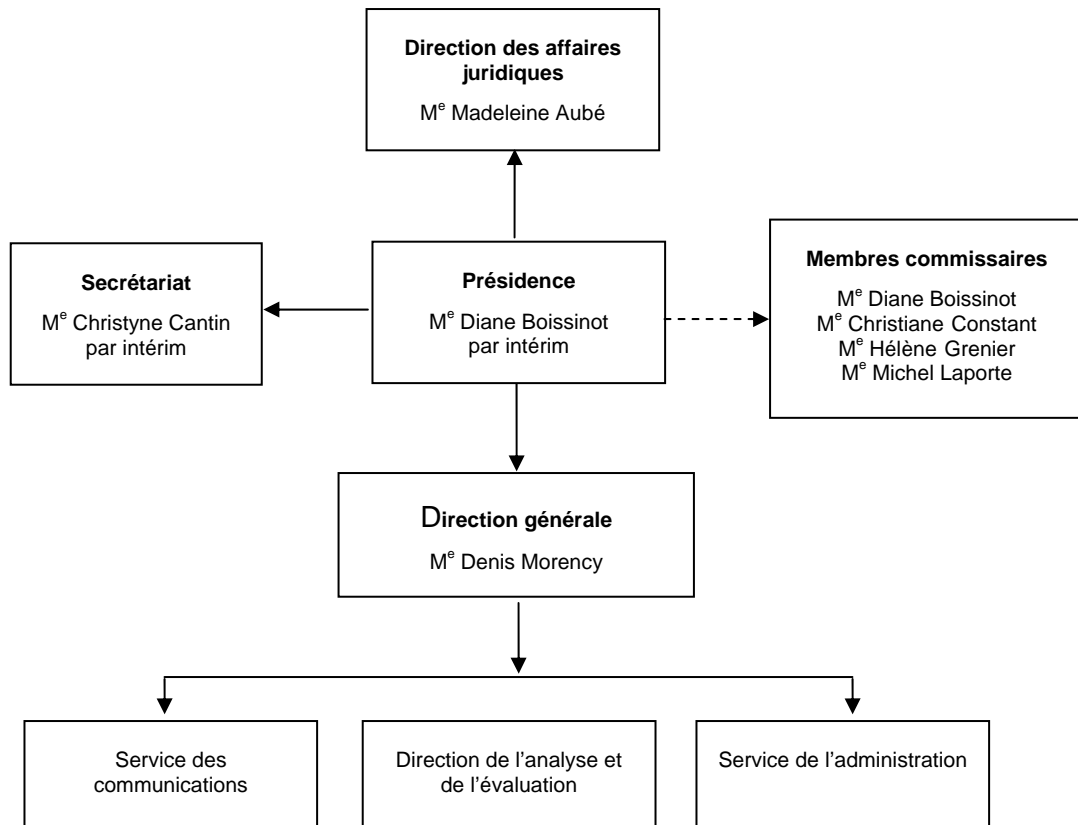 Direction des affaires
juridiques
Me Madeleine Aubé
Secrétariat
Me Christyne Cantin
par intérim
Présidence
Me Diane Boissinot
par intérim
Membres commissaires
Me Diane Boissinot
Me Christiane Constant
Me Hélène Grenier
Me Michel Laporte
Direction générale
Me Denis Morency
Service des
communications
Direction de l’analyse et
de l’évaluation
Service de l’administration